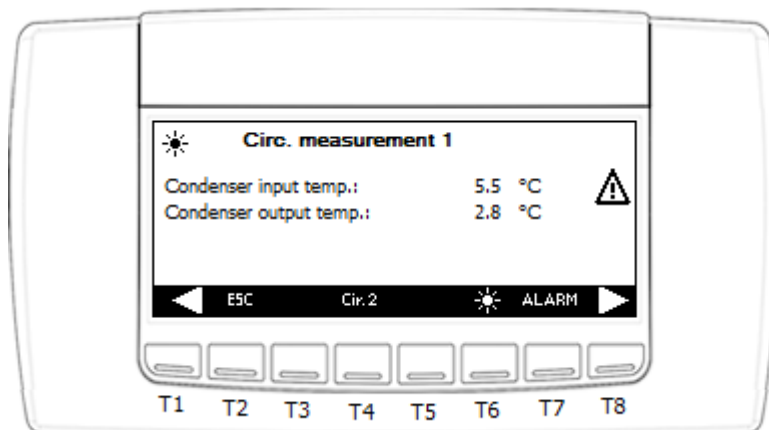 Circ. measurement 1
Condenser input temp.: 5.5 °C
Condenser output temp.: 2.8 °C
ESC Cir.2 ALARM
T1 T2 T3 T4 T5 T6 T7 T8